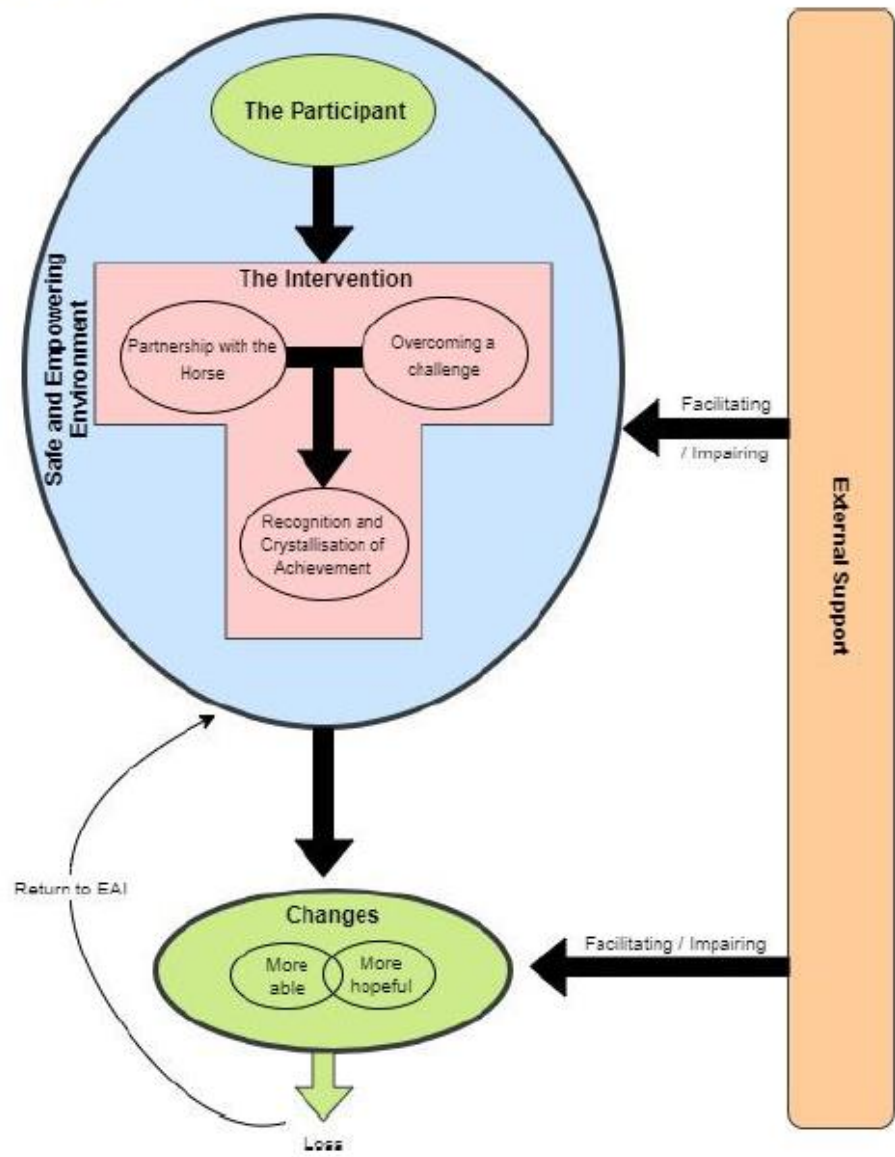 The Participant
Safe and Empowering
Environment
The Intervention
Partnership with the
Horse
Overcoming a
challenge
Recognition and
Crystallisation of
Achievement
Facilitating
/ Impairing
External Support
Return to EAI
Changes
More
able
More
hopeful
Facilitating / Impairing
Loss